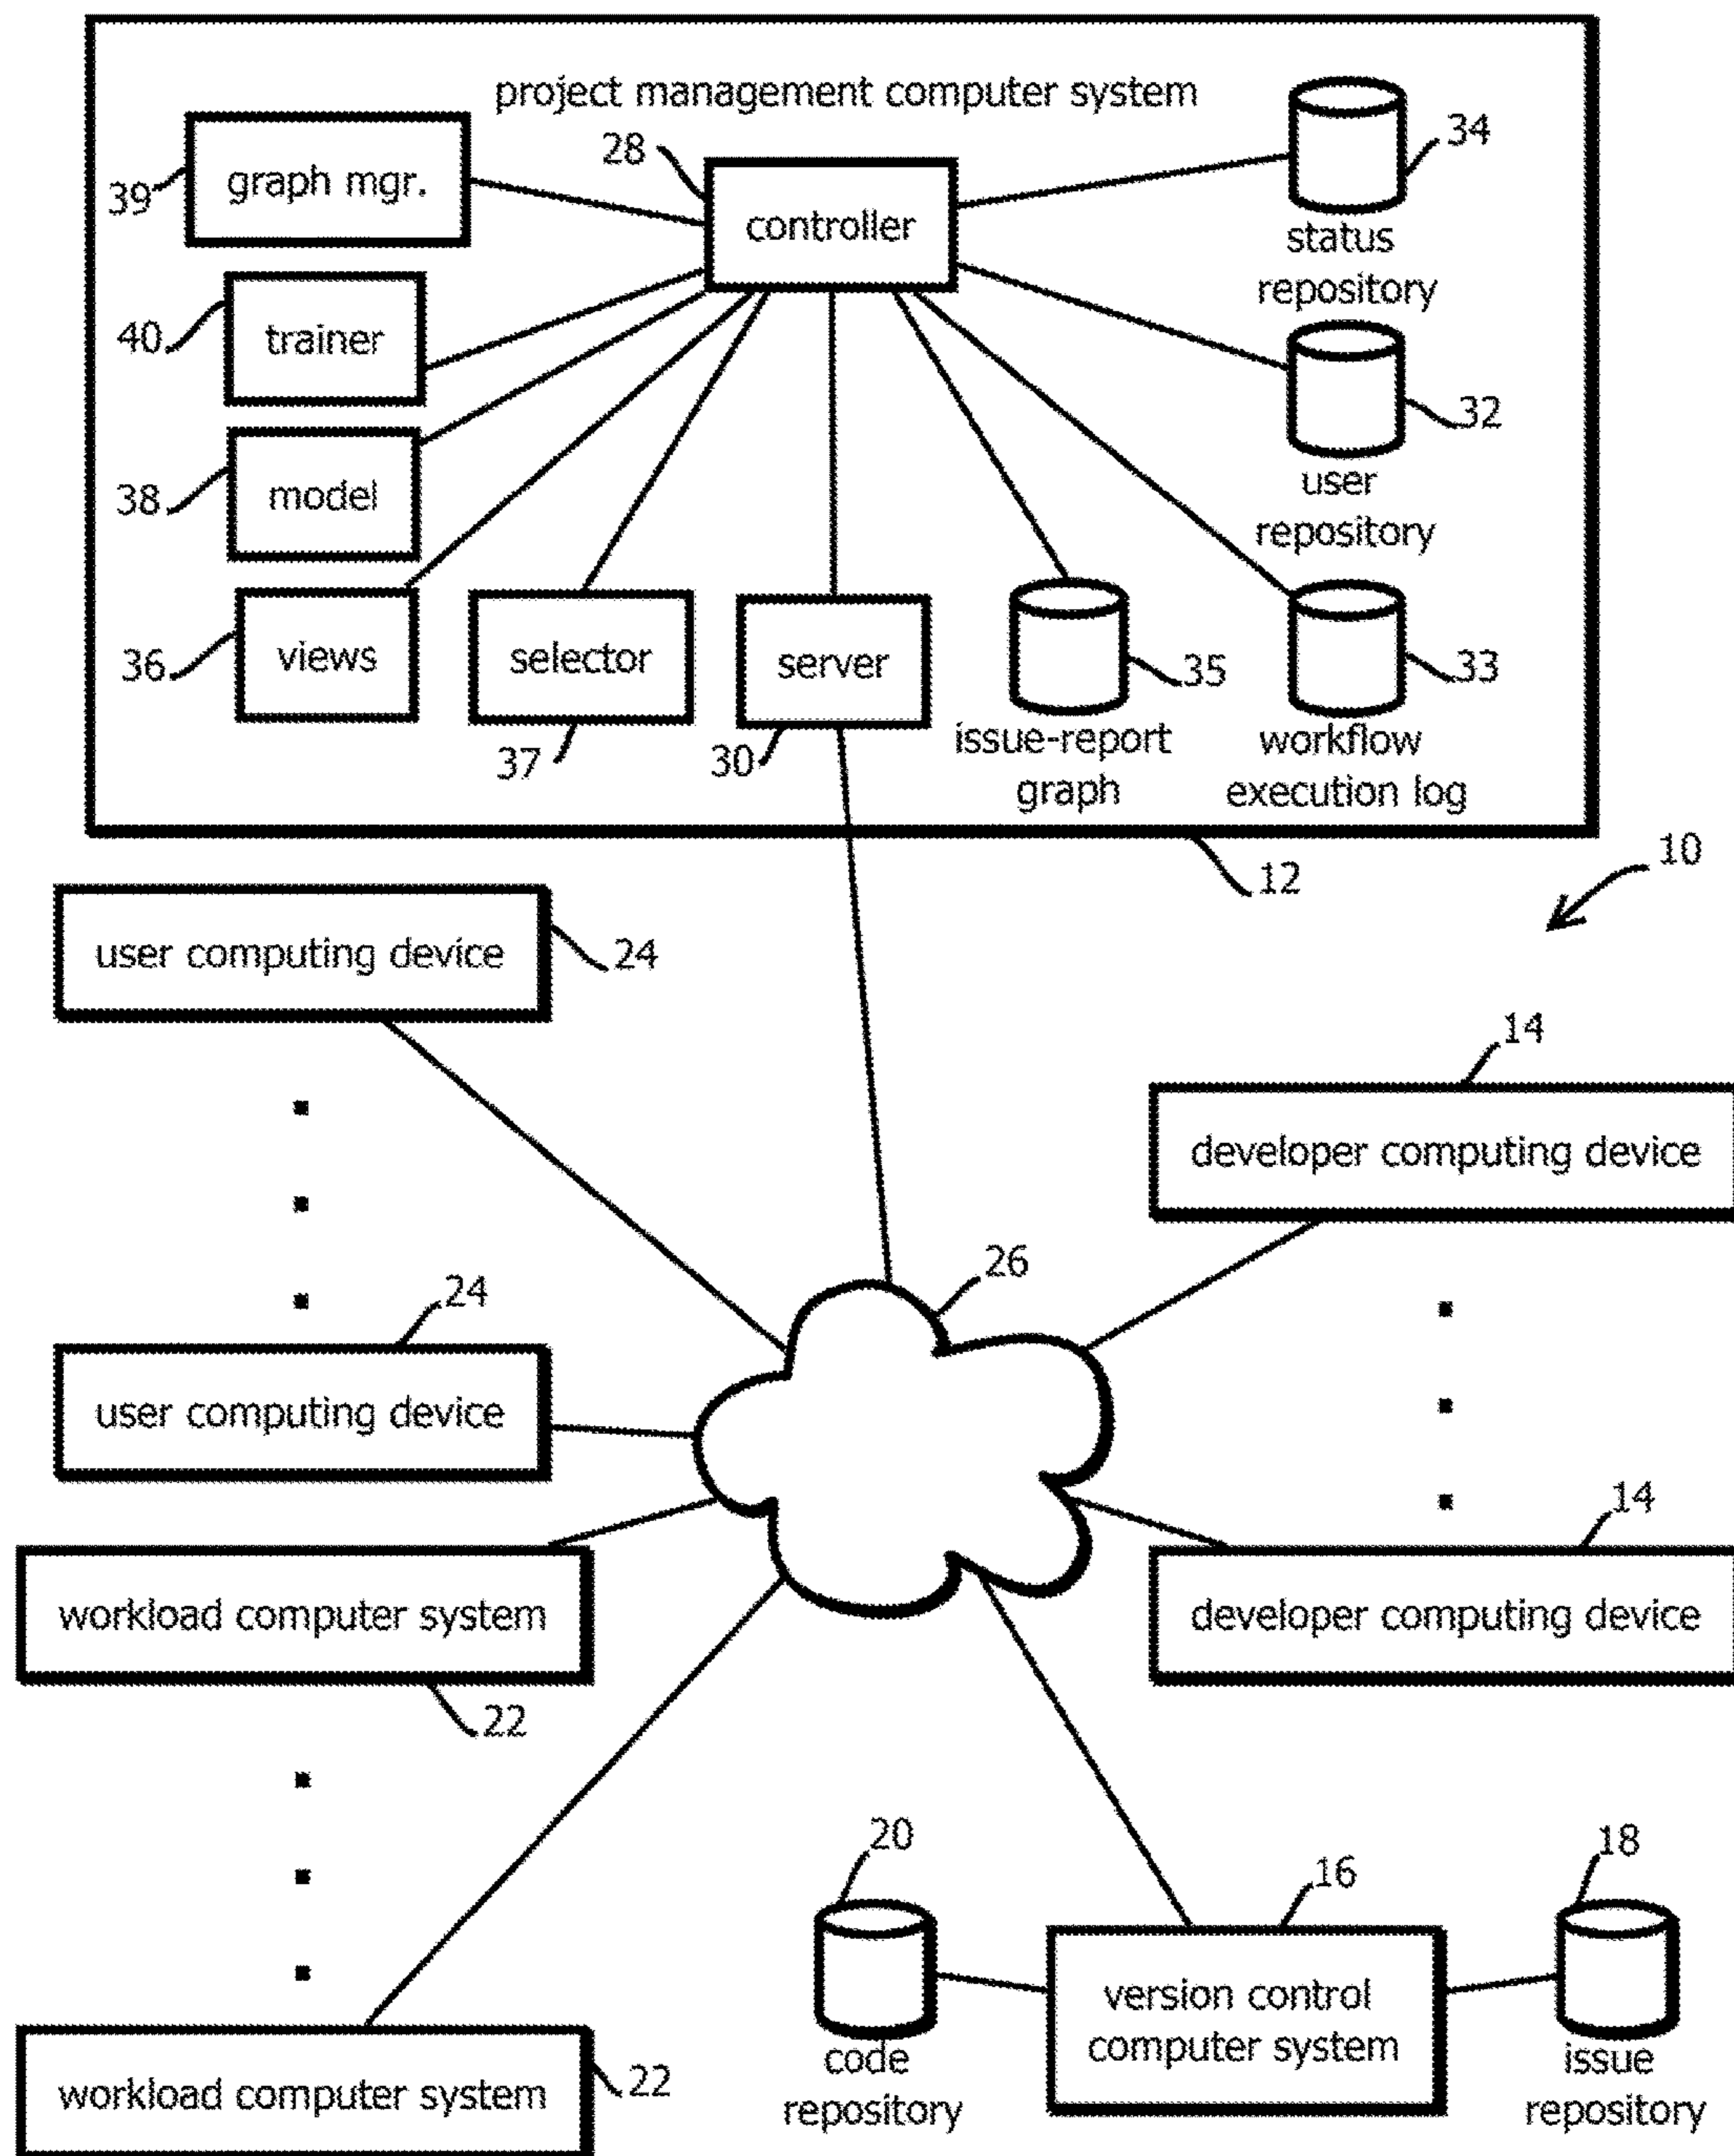 project management computer system
34
28
39
graph mgr.
controller
status
repository
40
trainer
32
38
model
user
repository
36
views
selector
server
35
33
37
30
issue-report
graph
workflow
execution log
12
10
user computing device
24
14
developer computing device
26
24
user computing device
14
workload computer system
developer computing device
22
20
16
18
version control
computer system
code
repository
issue
repository
workload computer system
22